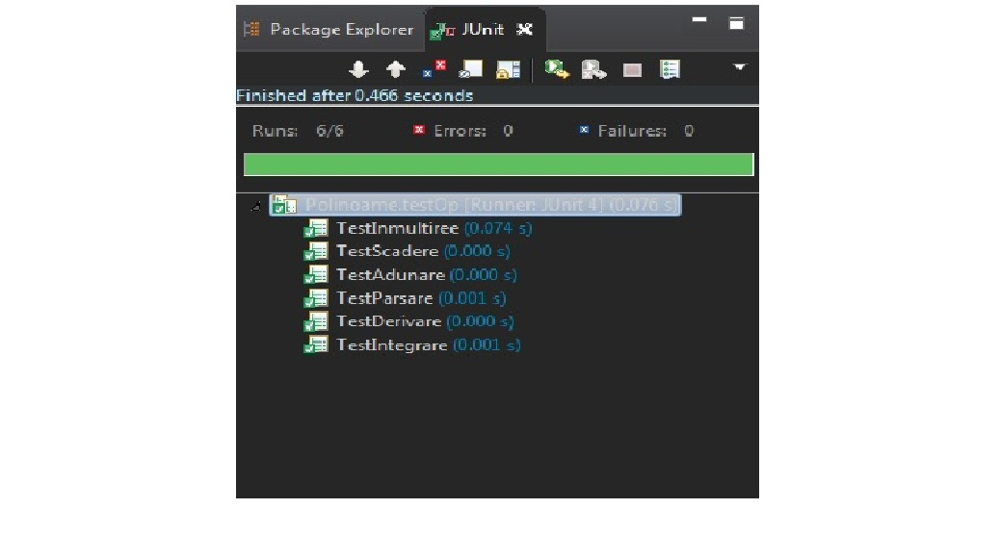 Package Explorer JUnit
Finished after 0.466 seconds
Runs: 6/6 Errors: 0 Failures: 0
Polinoame.testOp [Runner: JUnit 4] (0.076 s)
TestInmultiree (0.074 s)
TestScadere (0.000 s)
TestAdunare (0.000 s)
TestParsare (0.001 s)
TestDerivare (0.000 s)
TestIntegrare (0.001 s)